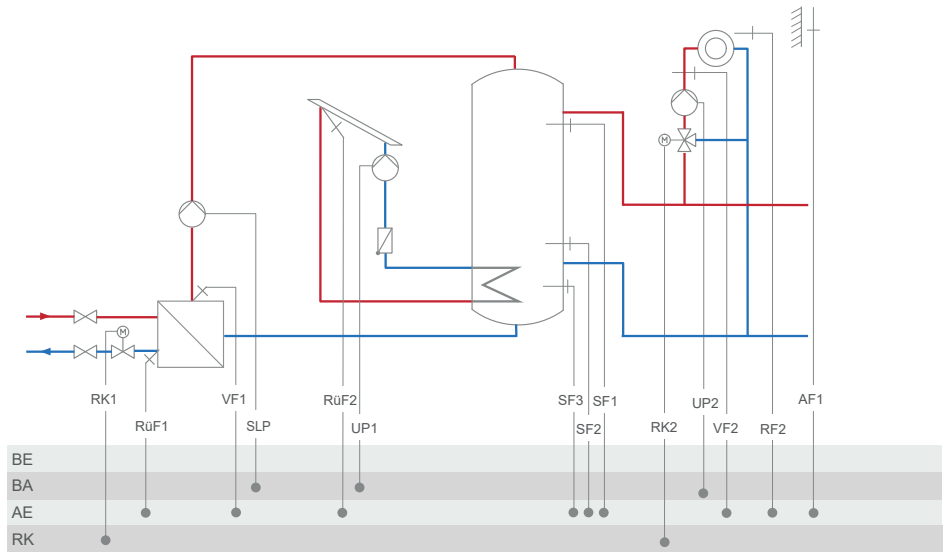 M
M
RK1
VF1
RüF2
SF3
SF1
UP2
AF1
RüF1
SLP
UP1
SF2
RK2
VF2
RF2
BE
BA
AE
RK